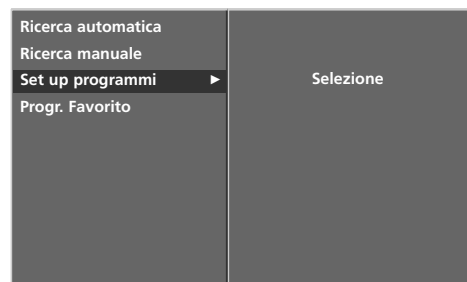 Ricerca automatica
Ricerca manuale
Set up programmi ► Selezione
Progr. Favorito